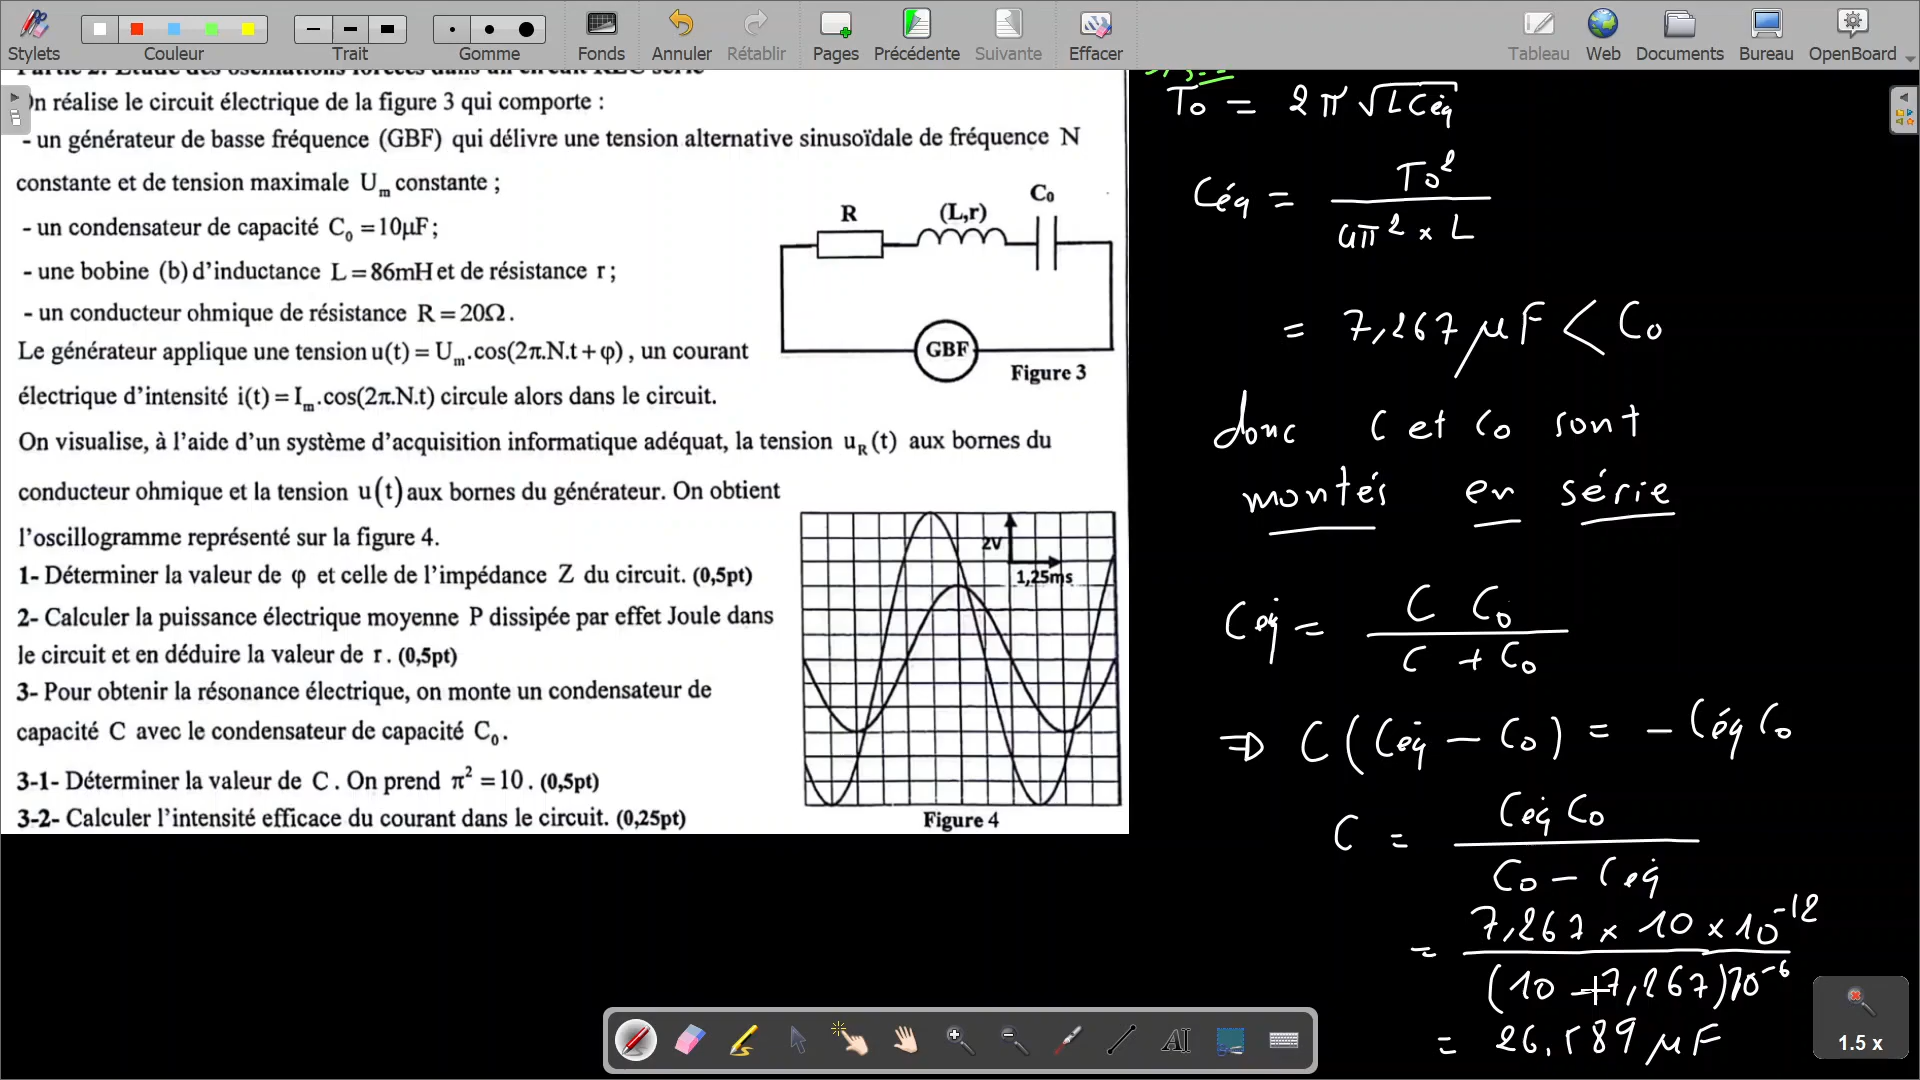 Stylets
Couleur
Trait
Gomme
Fonds
Annuler
Rétablir
Pages
Précédente
Suivante
Effacer
Tableau
Web
Documents
Bureau
OpenBoard
On réalise le circuit électrique de la figure 3 qui comporte :
- un générateur de basse fréquence (GBF) qui délivre une tension alternative sinusoïdale de fréquence N
constante et de tension maximale Um constante ;
- un condensateur de capacité C0 = 10µF ;
- une bobine (b) d'inductance L = 86mH et de résistance r ;
- un conducteur ohmique de résistance R = 20Ω.
Le générateur applique une tension u(t) = Um.cos(2π.N.t + φ), un courant
électrique d'intensité i(t) = Im.cos(2π.N.t) circule alors dans le circuit.
R
(L,r)
C0
GBF
Figure 3
On visualise, à l'aide d'un système d'acquisition informatique adéquat, la tension uR(t) aux bornes du
conducteur ohmique et la tension u(t) aux bornes du générateur. On obtient
l'oscillogramme représenté sur la figure 4.
1- Déterminer la valeur de φ et celle de l'impédance Z du circuit. (0,5pt)
2- Calculer la puissance électrique moyenne P dissipée par effet Joule dans
le circuit et en déduire la valeur de r. (0,5pt)
3- Pour obtenir la résonance électrique, on monte un condensateur de
capacité C avec le condensateur de capacité C0.
3-1- Déterminer la valeur de C. On prend π² = 10. (0,5pt)
3-2- Calculer l'intensité efficace du courant dans le circuit. (0,25pt)
2V
1,25ms
Figure 4
To = 2π √LCéq
Céq = To² / 4π² × L
= 7,267 µF < Co
donc C et Co sont
montés en série
Céq = C Co / C + Co
⇒ C(Céq − Co) = − Céq Co
C = Céq Co / Co − Céq
= 7,267 × 10 × 10⁻¹² / (10 − 7,267)10⁻⁶
= 26,589 µF
1.5 x